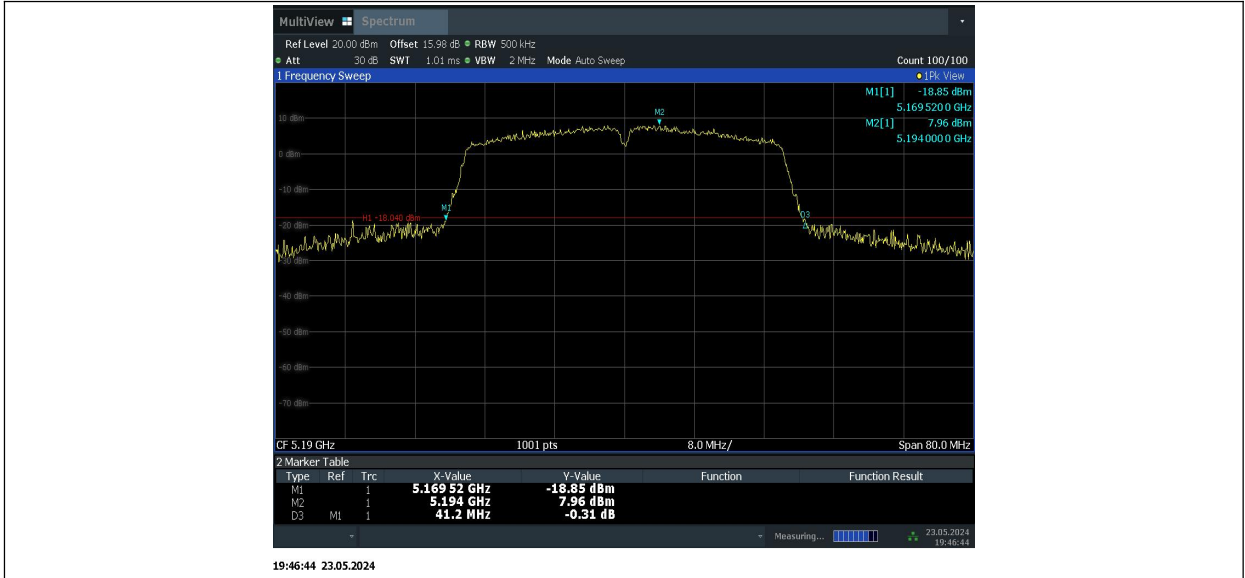 MultiView Spectrum
Ref Level 20.00 dBm Offset 15.98 dB RBW 500 kHz
Att 30 dB SWT 1.01 ms VBW 2 MHz Mode Auto Sweep Count 100/100
1 Frequency Sweep 1Pk View
M1[1] -18.85 dBm
5.169 520 0 GHz
M2[1] 7.96 dBm
5.194 000 0 GHz
M2
10 dBm
0 dBm
-10 dBm
M1
H1 -18.040 dBm
D3
-20 dBm
-30 dBm
-40 dBm
-50 dBm
-60 dBm
-70 dBm
CF 5.19 GHz 1001 pts 8.0 MHz/ Span 80.0 MHz
2 Marker Table
Type Ref Trc X-Value Y-Value Function Function Result
M1 1 5.169 52 GHz -18.85 dBm
M2 1 5.194 GHz 7.96 dBm
D3 M1 1 41.2 MHz -0.31 dB
Measuring... 23.05.2024
19:46:44
19:46:44 23.05.2024